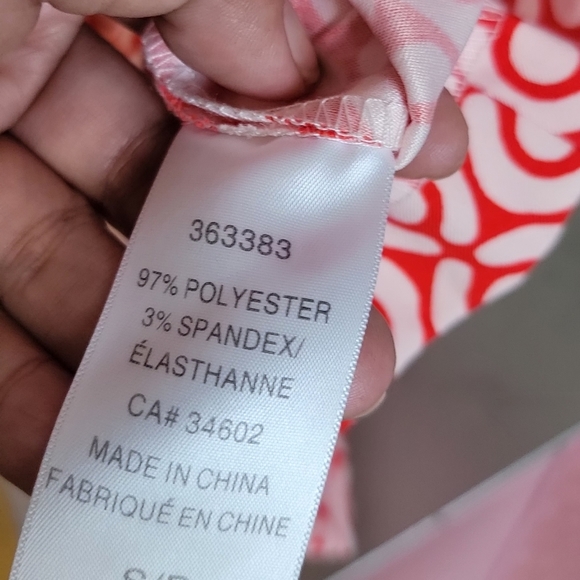 363383
97% POLYESTER
3% SPANDEX/
ÉLASTHANNE
CA# 34602
MADE IN CHINA
FABRIQUÉ EN CHINE